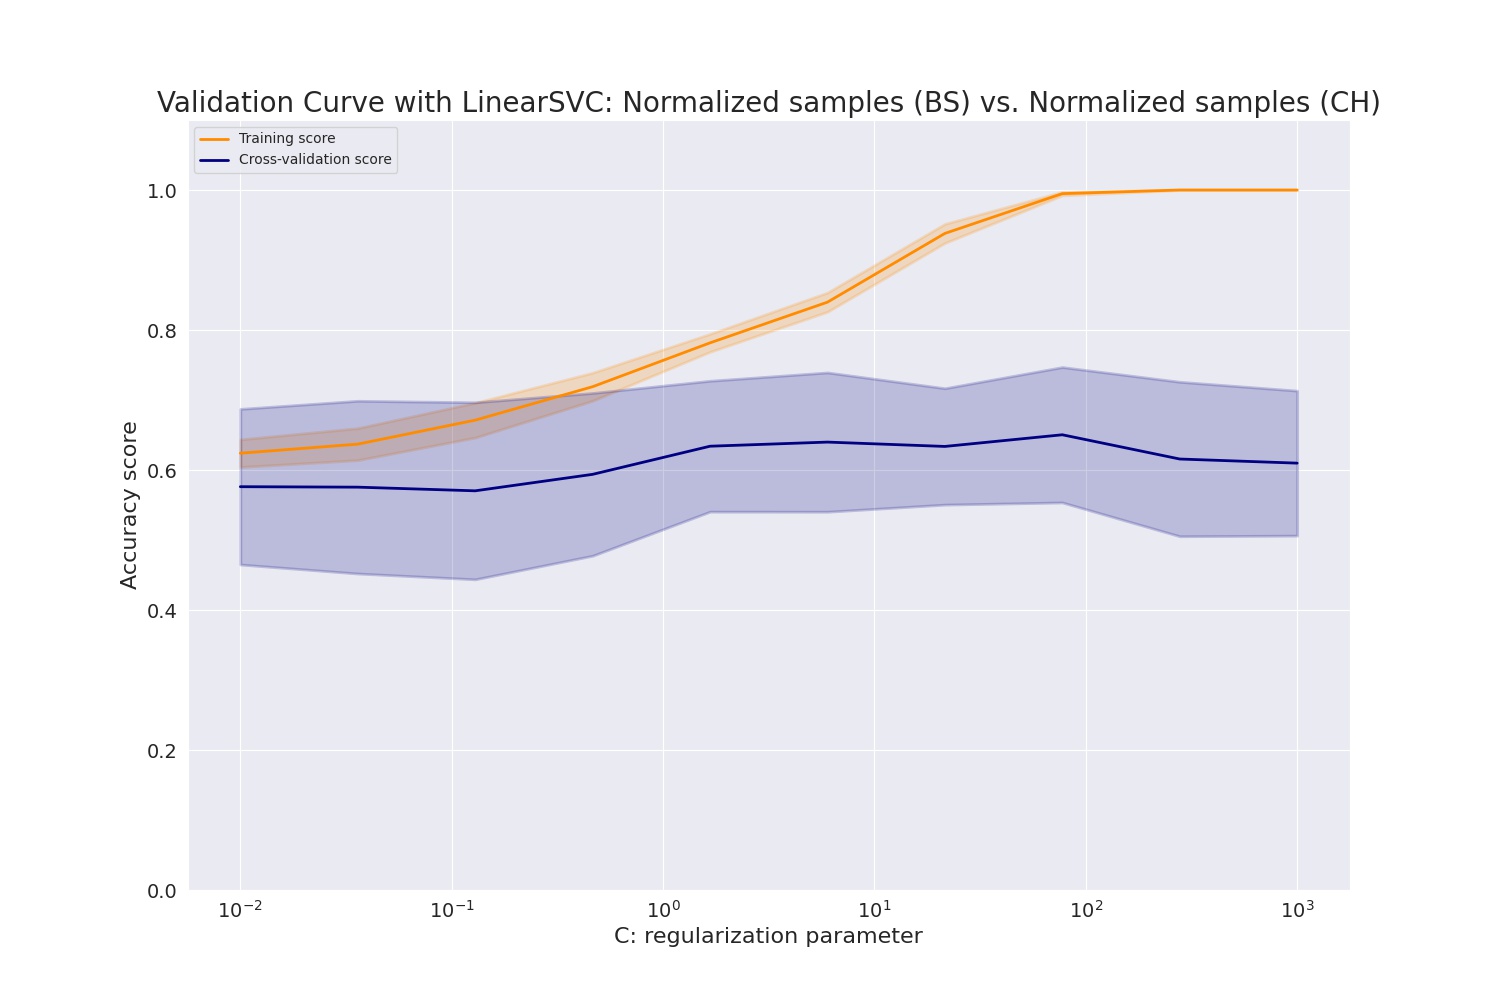 Validation Curve with LinearSVC: Normalized samples (BS) vs. Normalized samples (CH)
Training score
Cross-validation score
1.0
0.8
0.6
0.4
0.2
0.0
Accuracy score
10⁻² 10⁻¹ 10⁰ 10¹ 10² 10³
C: regularization parameter